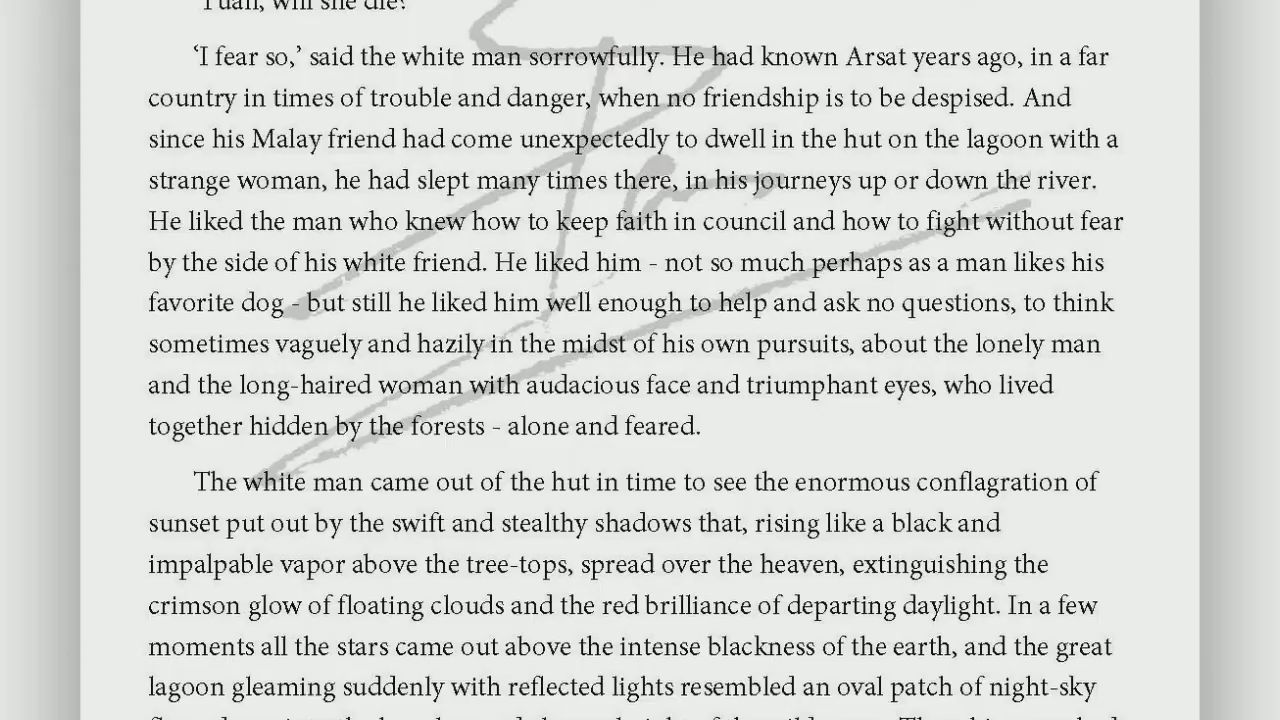 'Tuan, will she die?'
‘I fear so,’ said the white man sorrowfully. He had known Arsat years ago, in a far
country in times of trouble and danger, when no friendship is to be despised. And
since his Malay friend had come unexpectedly to dwell in the hut on the lagoon with a
strange woman, he had slept many times there, in his journeys up or down the river.
He liked the man who knew how to keep faith in council and how to fight without fear
by the side of his white friend. He liked him - not so much perhaps as a man likes his
favorite dog - but still he liked him well enough to help and ask no questions, to think
sometimes vaguely and hazily in the midst of his own pursuits, about the lonely man
and the long-haired woman with audacious face and triumphant eyes, who lived
together hidden by the forests - alone and feared.
The white man came out of the hut in time to see the enormous conflagration of
sunset put out by the swift and stealthy shadows that, rising like a black and
impalpable vapor above the tree-tops, spread over the heaven, extinguishing the
crimson glow of floating clouds and the red brilliance of departing daylight. In a few
moments all the stars came out above the intense blackness of the earth, and the great
lagoon gleaming suddenly with reflected lights resembled an oval patch of night-sky